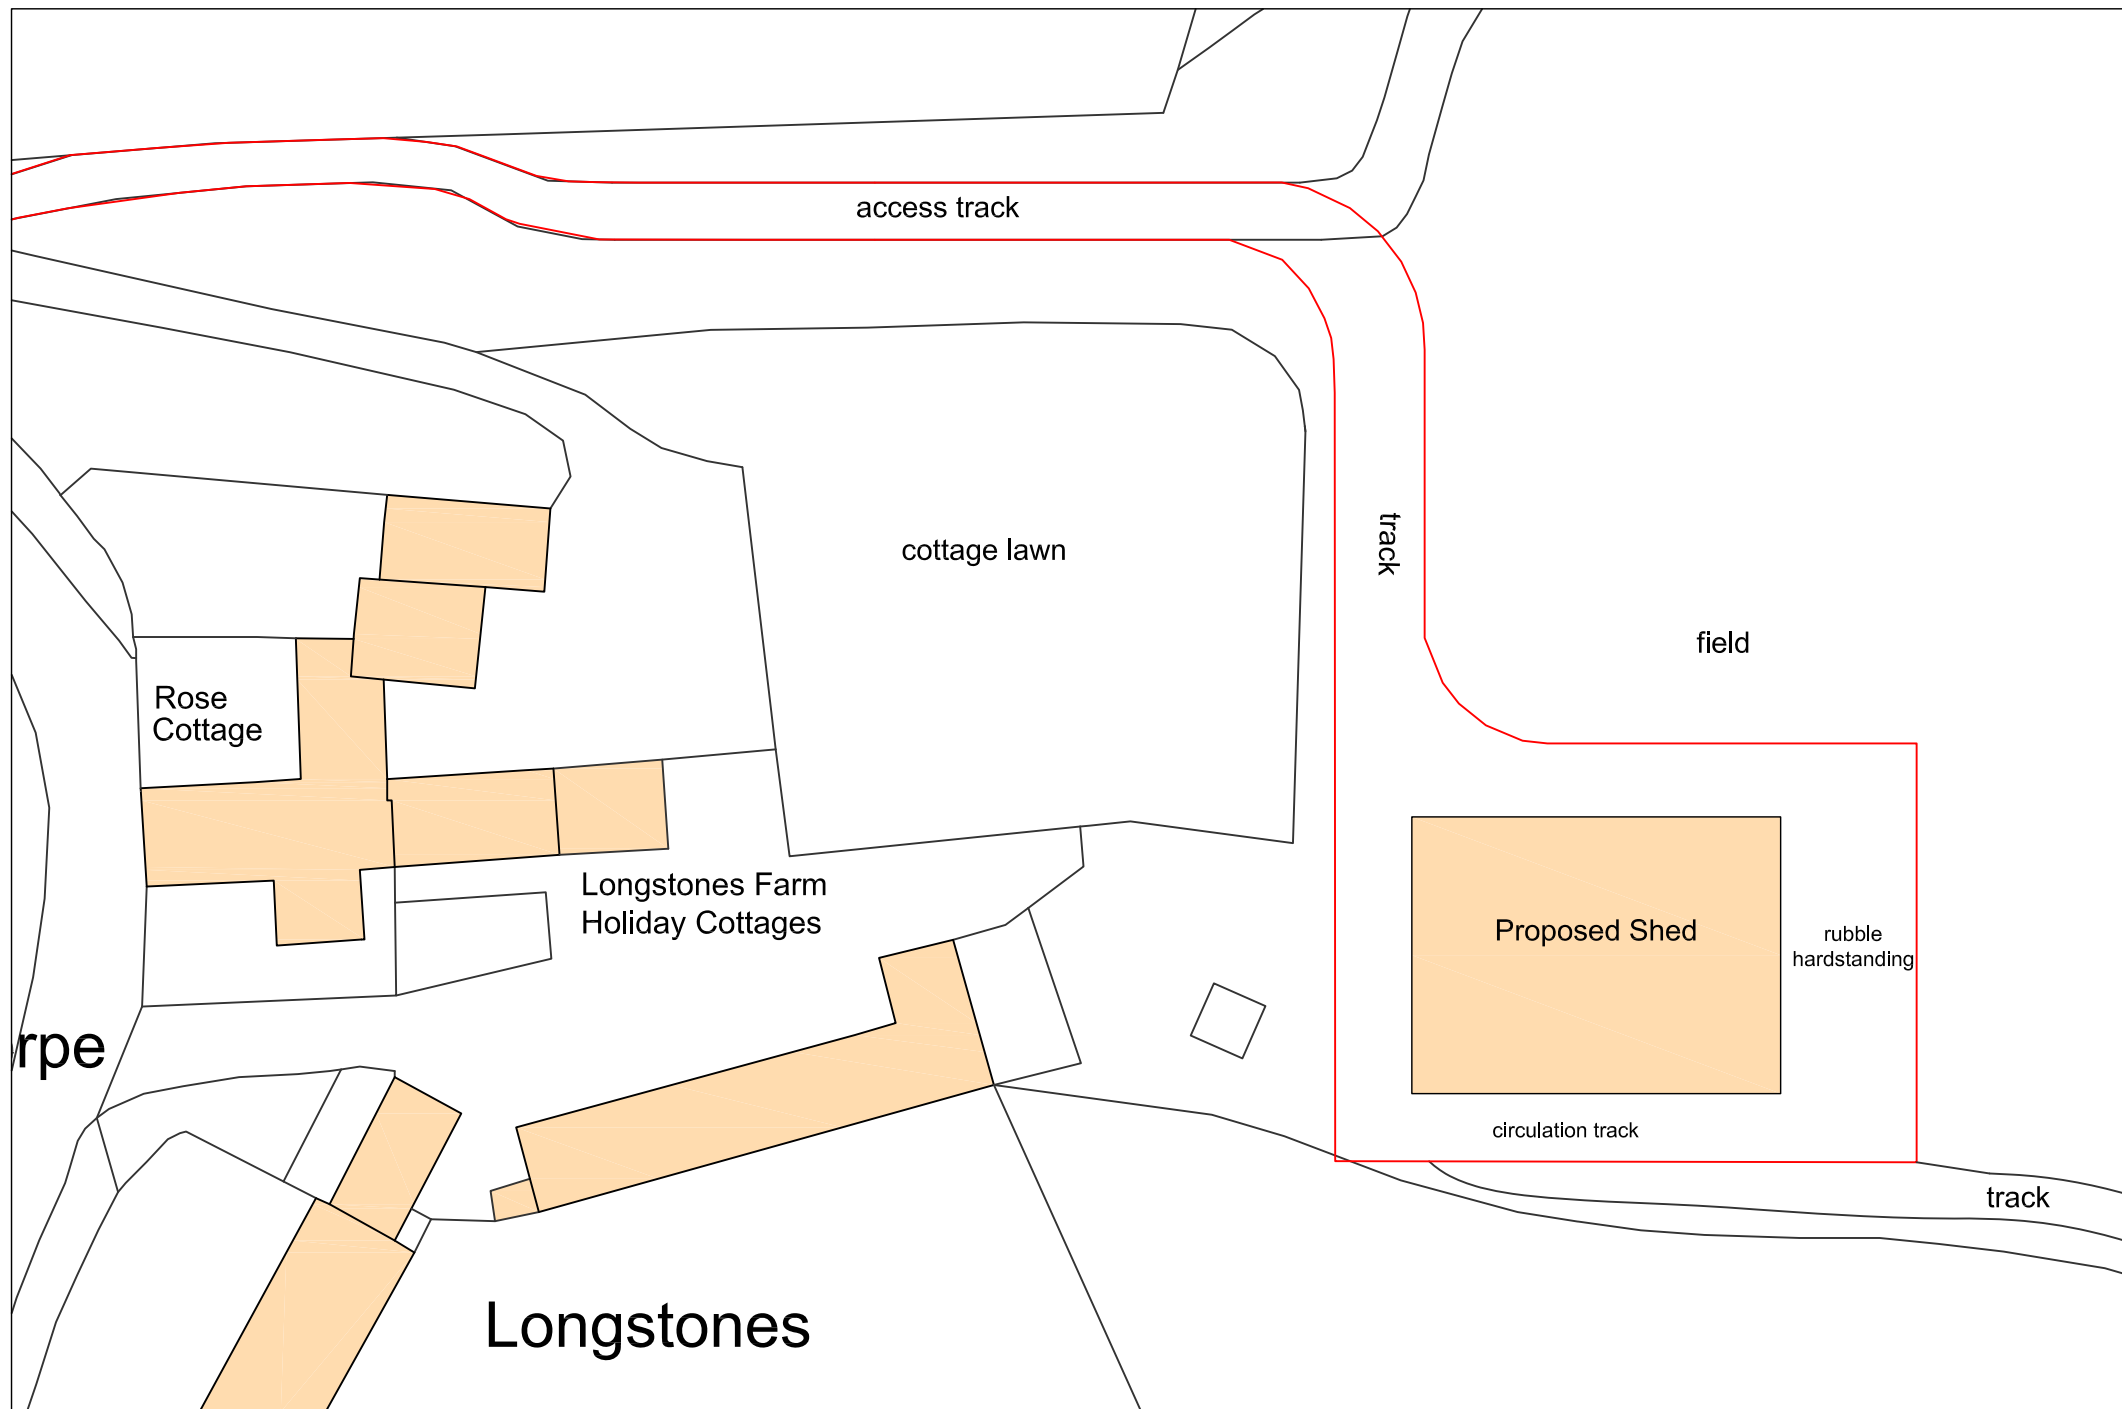 access track
track
cottage lawn
field
Rose
Cottage
Longstones Farm
Holiday Cottages
Proposed Shed
rubble
hardstanding
rpe
circulation track
track
Longstones